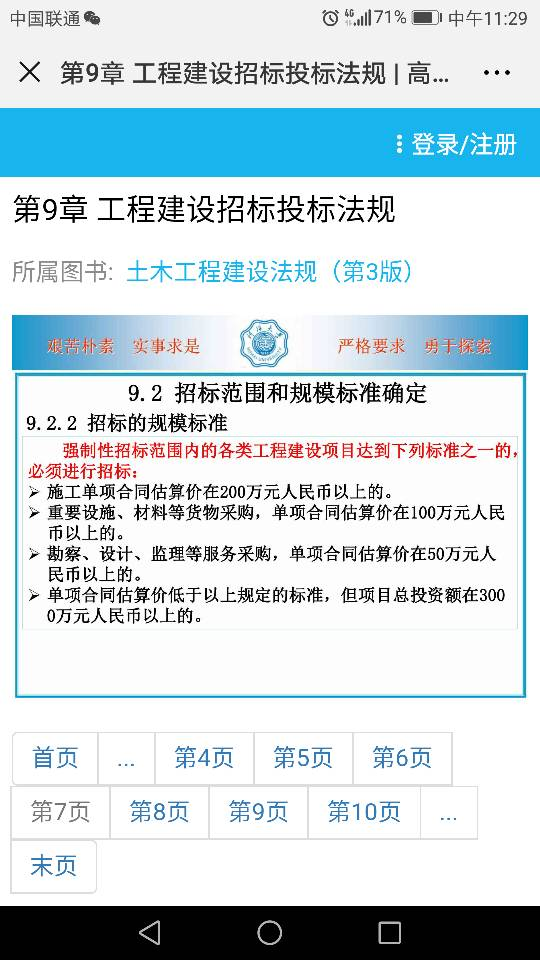 中国联通
4G 71% 中午11:29
第9章 工程建设招标投标法规 | 高...
登录/注册
第9章 工程建设招标投标法规
所属图书: 土木工程建设法规（第3版）
艰苦朴素 实事求是 严格要求 勇于探索
9.2 招标范围和规模标准确定
9.2.2 招标的规模标准
强制性招标范围内的各类工程建设项目达到下列标准之一的，
必须进行招标：
施工单项合同估算价在200万元人民币以上的。
重要设施、材料等货物采购，单项合同估算价在100万元人民
币以上的。
勘察、设计、监理等服务采购，单项合同估算价在50万元人
民币以上的。
单项合同估算价低于以上规定的标准，但项目总投资额在300
0万元人民币以上的。
首页 ... 第4页 第5页 第6页
第7页 第8页 第9页 第10页 ...
末页